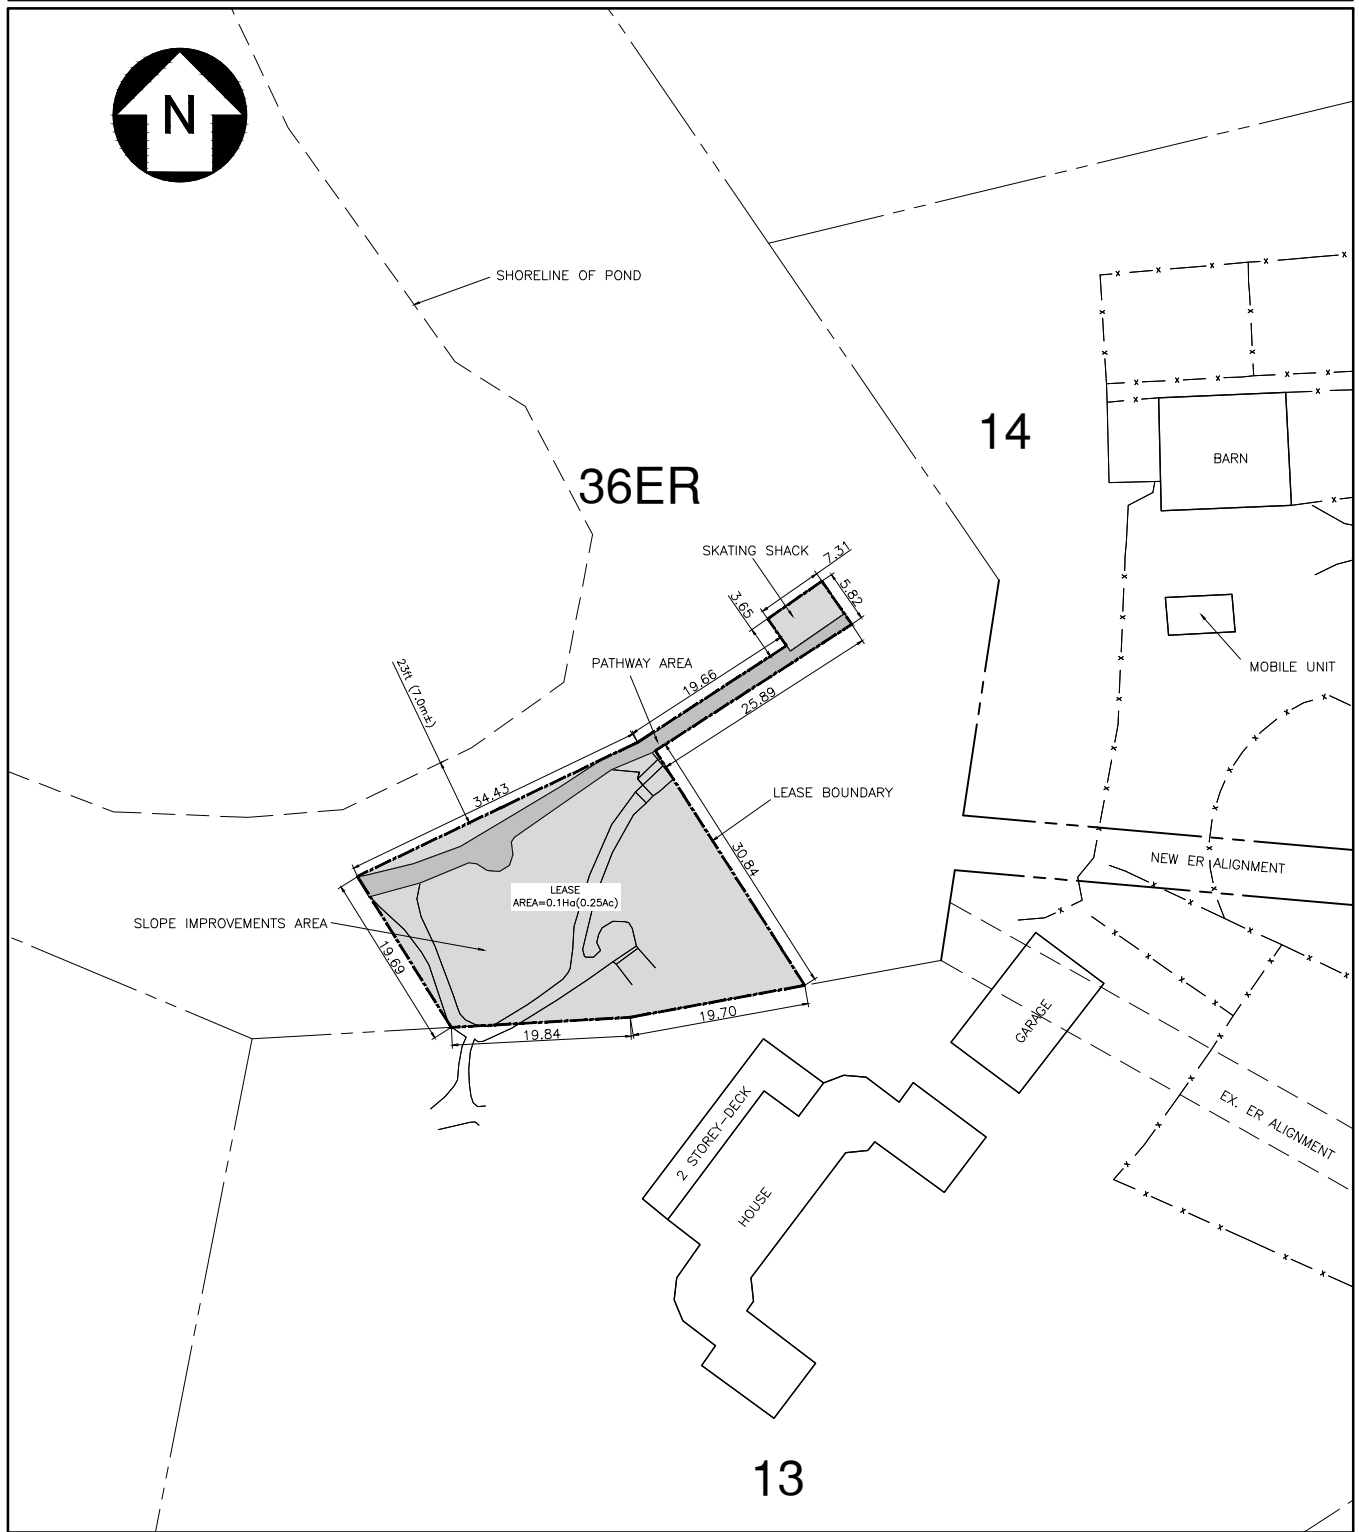 N
SHORELINE OF POND
14
BARN
36ER
SKATING SHACK
7.31
5.82
3.65
MOBILE UNIT
PATHWAY AREA
19.66
25.89
23ft (7.0m±)
34.43
LEASE BOUNDARY
30.84
NEW ER ALIGNMENT
LEASE
AREA=0.1Ha(0.25Ac)
SLOPE IMPROVEMENTS AREA
19.69
19.84
19.70
GARAGE
EX. ER ALIGNMENT
2 STOREY-DECK
HOUSE
13